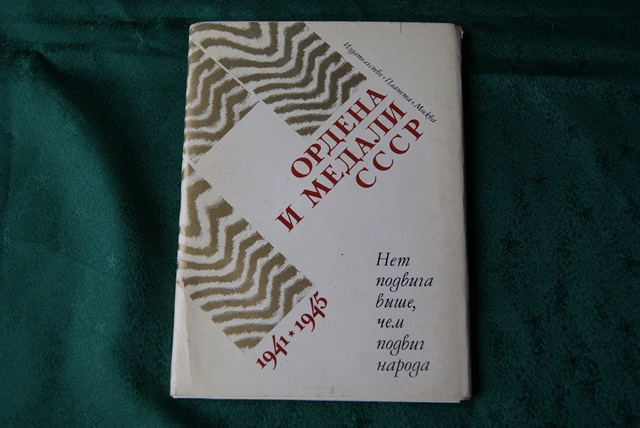 Издательство «Планета» Москва
ОРДЕНА
И МЕДАЛИ
СССР
1941 ★ 1945
Нет
подвига
выше,
чем
подвиг
народа